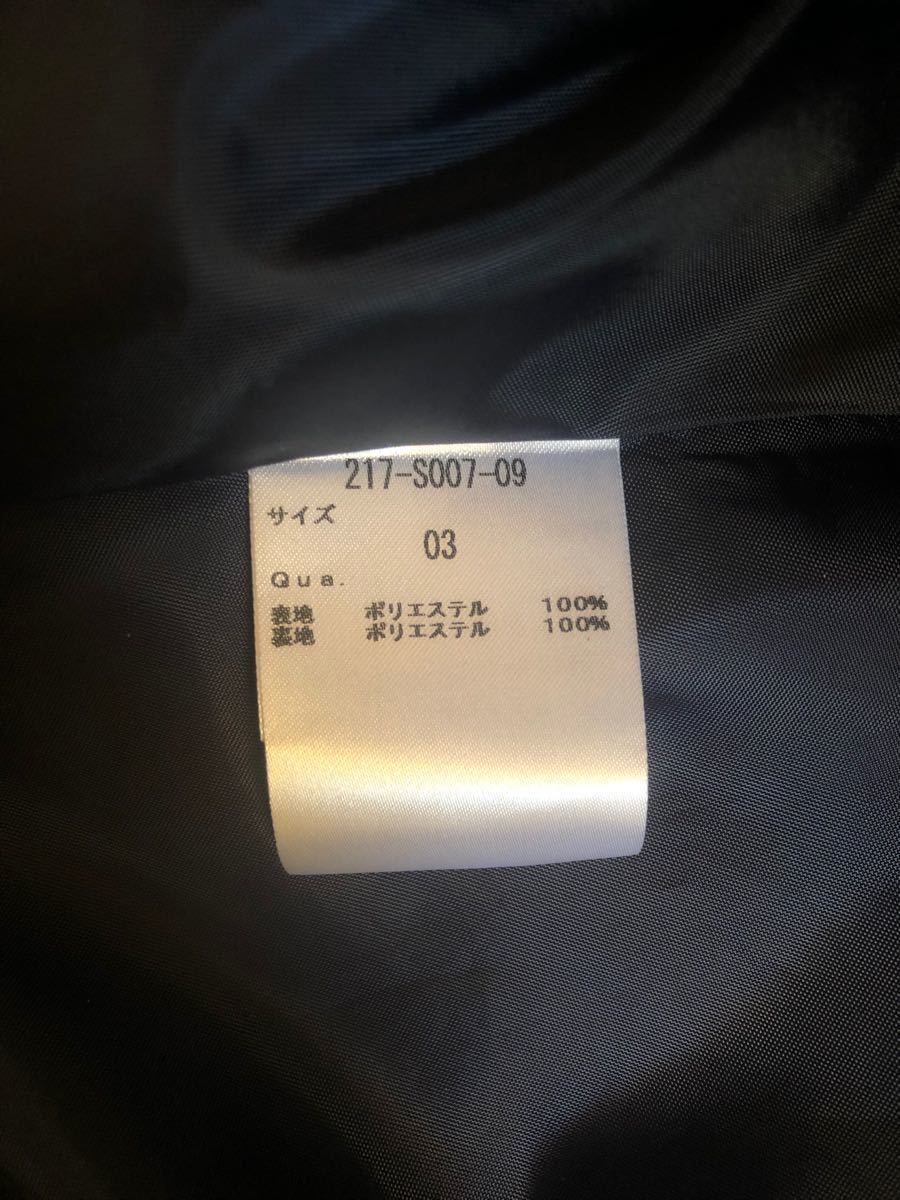 217-S007-09
サイズ
03
Qua.
表地 ポリエステル 100%
裏地 ポリエステル 100%